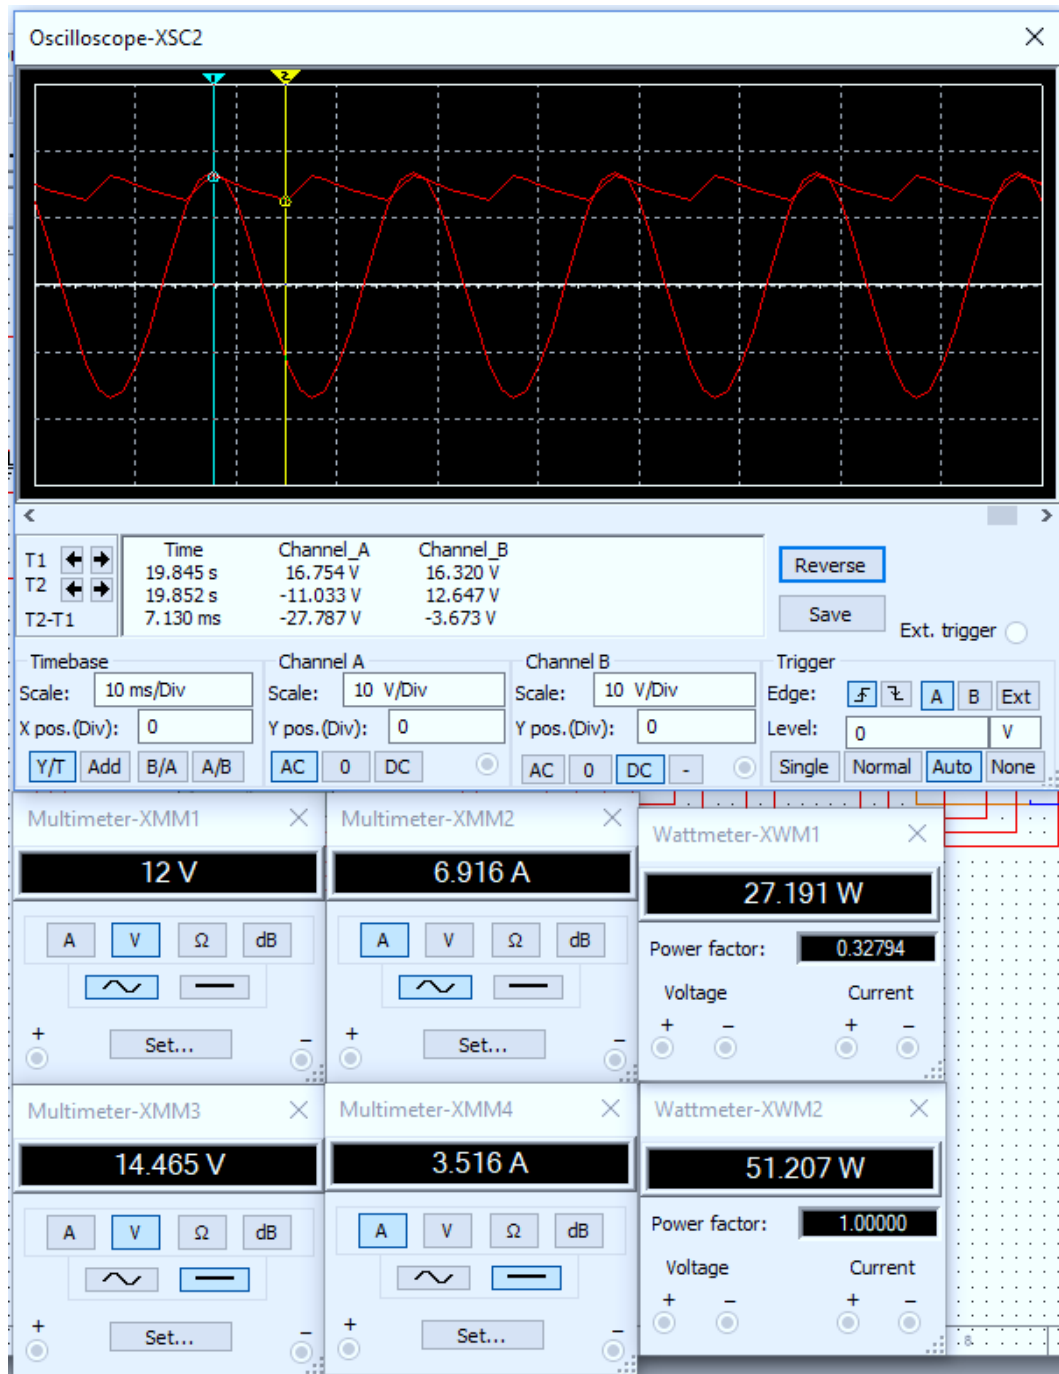 Oscilloscope-XSC2
1 2
T1
T2
T2-T1
Time Channel_A Channel_B
19.845 s 16.754 V 16.320 V
19.852 s -11.033 V 12.647 V
7.130 ms -27.787 V -3.673 V
Reverse
Save
Ext. trigger
Timebase
Scale: 10 ms/Div
X pos.(Div): 0
Y/T Add B/A A/B
Channel A
Scale: 10 V/Div
Y pos.(Div): 0
AC 0 DC
Channel B
Scale: 10 V/Div
Y pos.(Div): 0
AC 0 DC -
Trigger
Edge: A B Ext
Level: 0 V
Single Normal Auto None
Multimeter-XMM1
12 V
A V Ω dB
+ Set... –
Multimeter-XMM2
6.916 A
A V Ω dB
+ Set... –
Wattmeter-XWM1
27.191 W
Power factor: 0.32794
Voltage Current
+ – + –
Multimeter-XMM3
14.465 V
A V Ω dB
+ Set... –
Multimeter-XMM4
3.516 A
A V Ω dB
+ Set... –
Wattmeter-XWM2
51.207 W
Power factor: 1.00000
Voltage Current
+ – + –